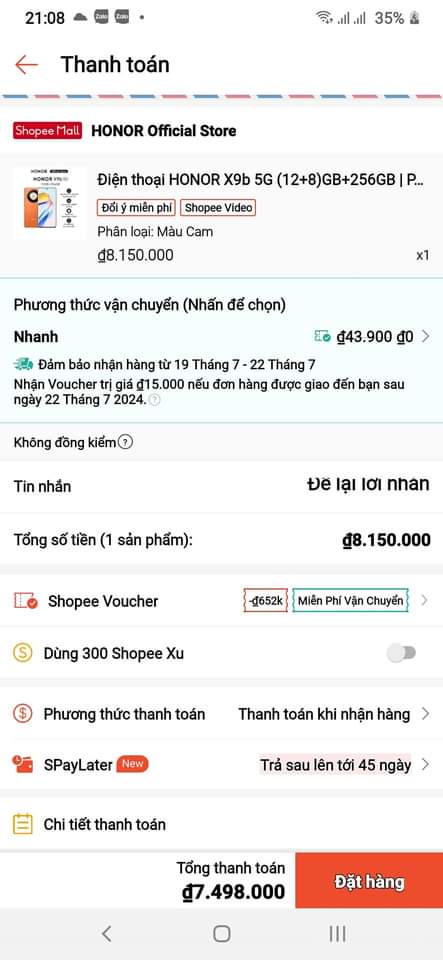 21:08 Zalo Zalo 35%
Thanh toán
Shopee Mall HONOR Official Store
HONOR
HONOR X9b 5G
Điện thoại HONOR X9b 5G (12+8)GB+256GB | P...
Đổi ý miễn phí Shopee Video
Phân loại: Màu Cam
₫8.150.000 x1
Phương thức vận chuyển (Nhấn để chọn)
Nhanh ₫43.900 ₫0
Đảm bảo nhận hàng từ 19 Tháng 7 - 22 Tháng 7
Nhận Voucher trị giá ₫15.000 nếu đơn hàng được giao đến bạn sau
ngày 22 Tháng 7 2024. ?
Không đồng kiểm ?
Tin nhắn Để lại lời nhắn
Tổng số tiền (1 sản phẩm): ₫8.150.000
Shopee Voucher -₫652k Miễn Phí Vận Chuyển
Dùng 300 Shopee Xu
Phương thức thanh toán Thanh toán khi nhận hàng
SPayLater New Trả sau lên tới 45 ngày
Chi tiết thanh toán
Tổng thanh toán
₫7.498.000
Đặt hàng